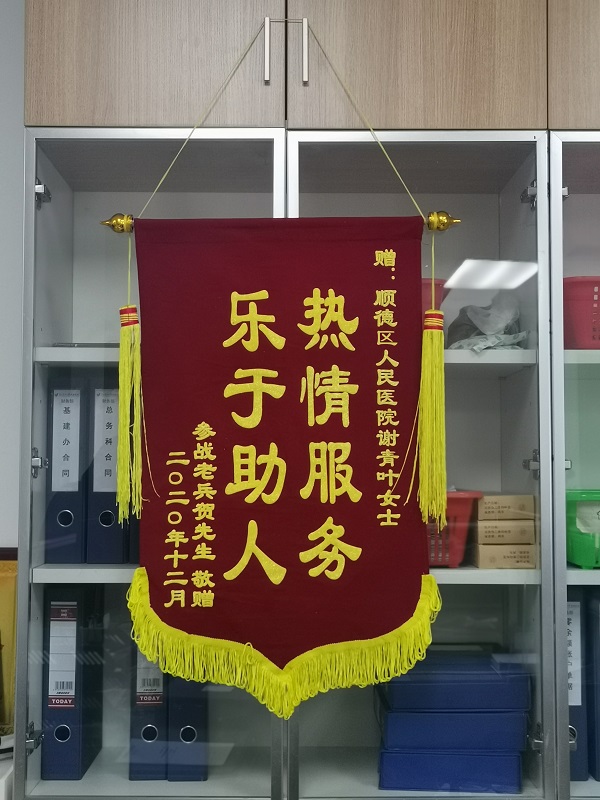 赠：顺德区人民医院谢青叶女士
热情服务
乐于助人
参战老兵贺先生 敬赠
二〇二〇年十二月
基建办合同
总务科合同
TODAY
TODAY